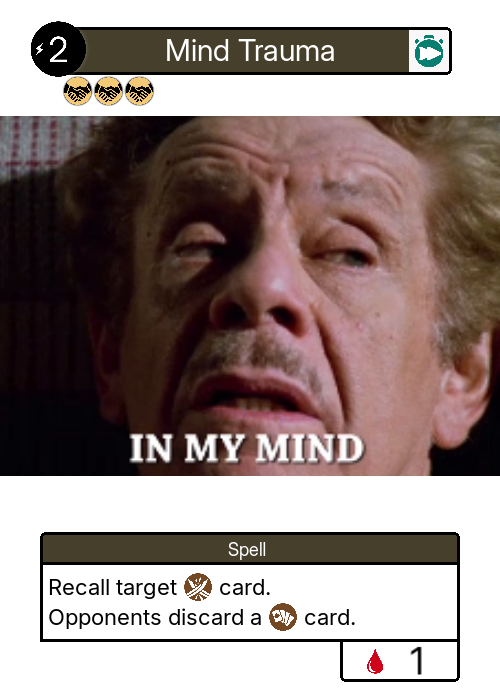 2
Mind Trauma
IN MY MIND
Spell
Recall target card.
Opponents discard a card.
1